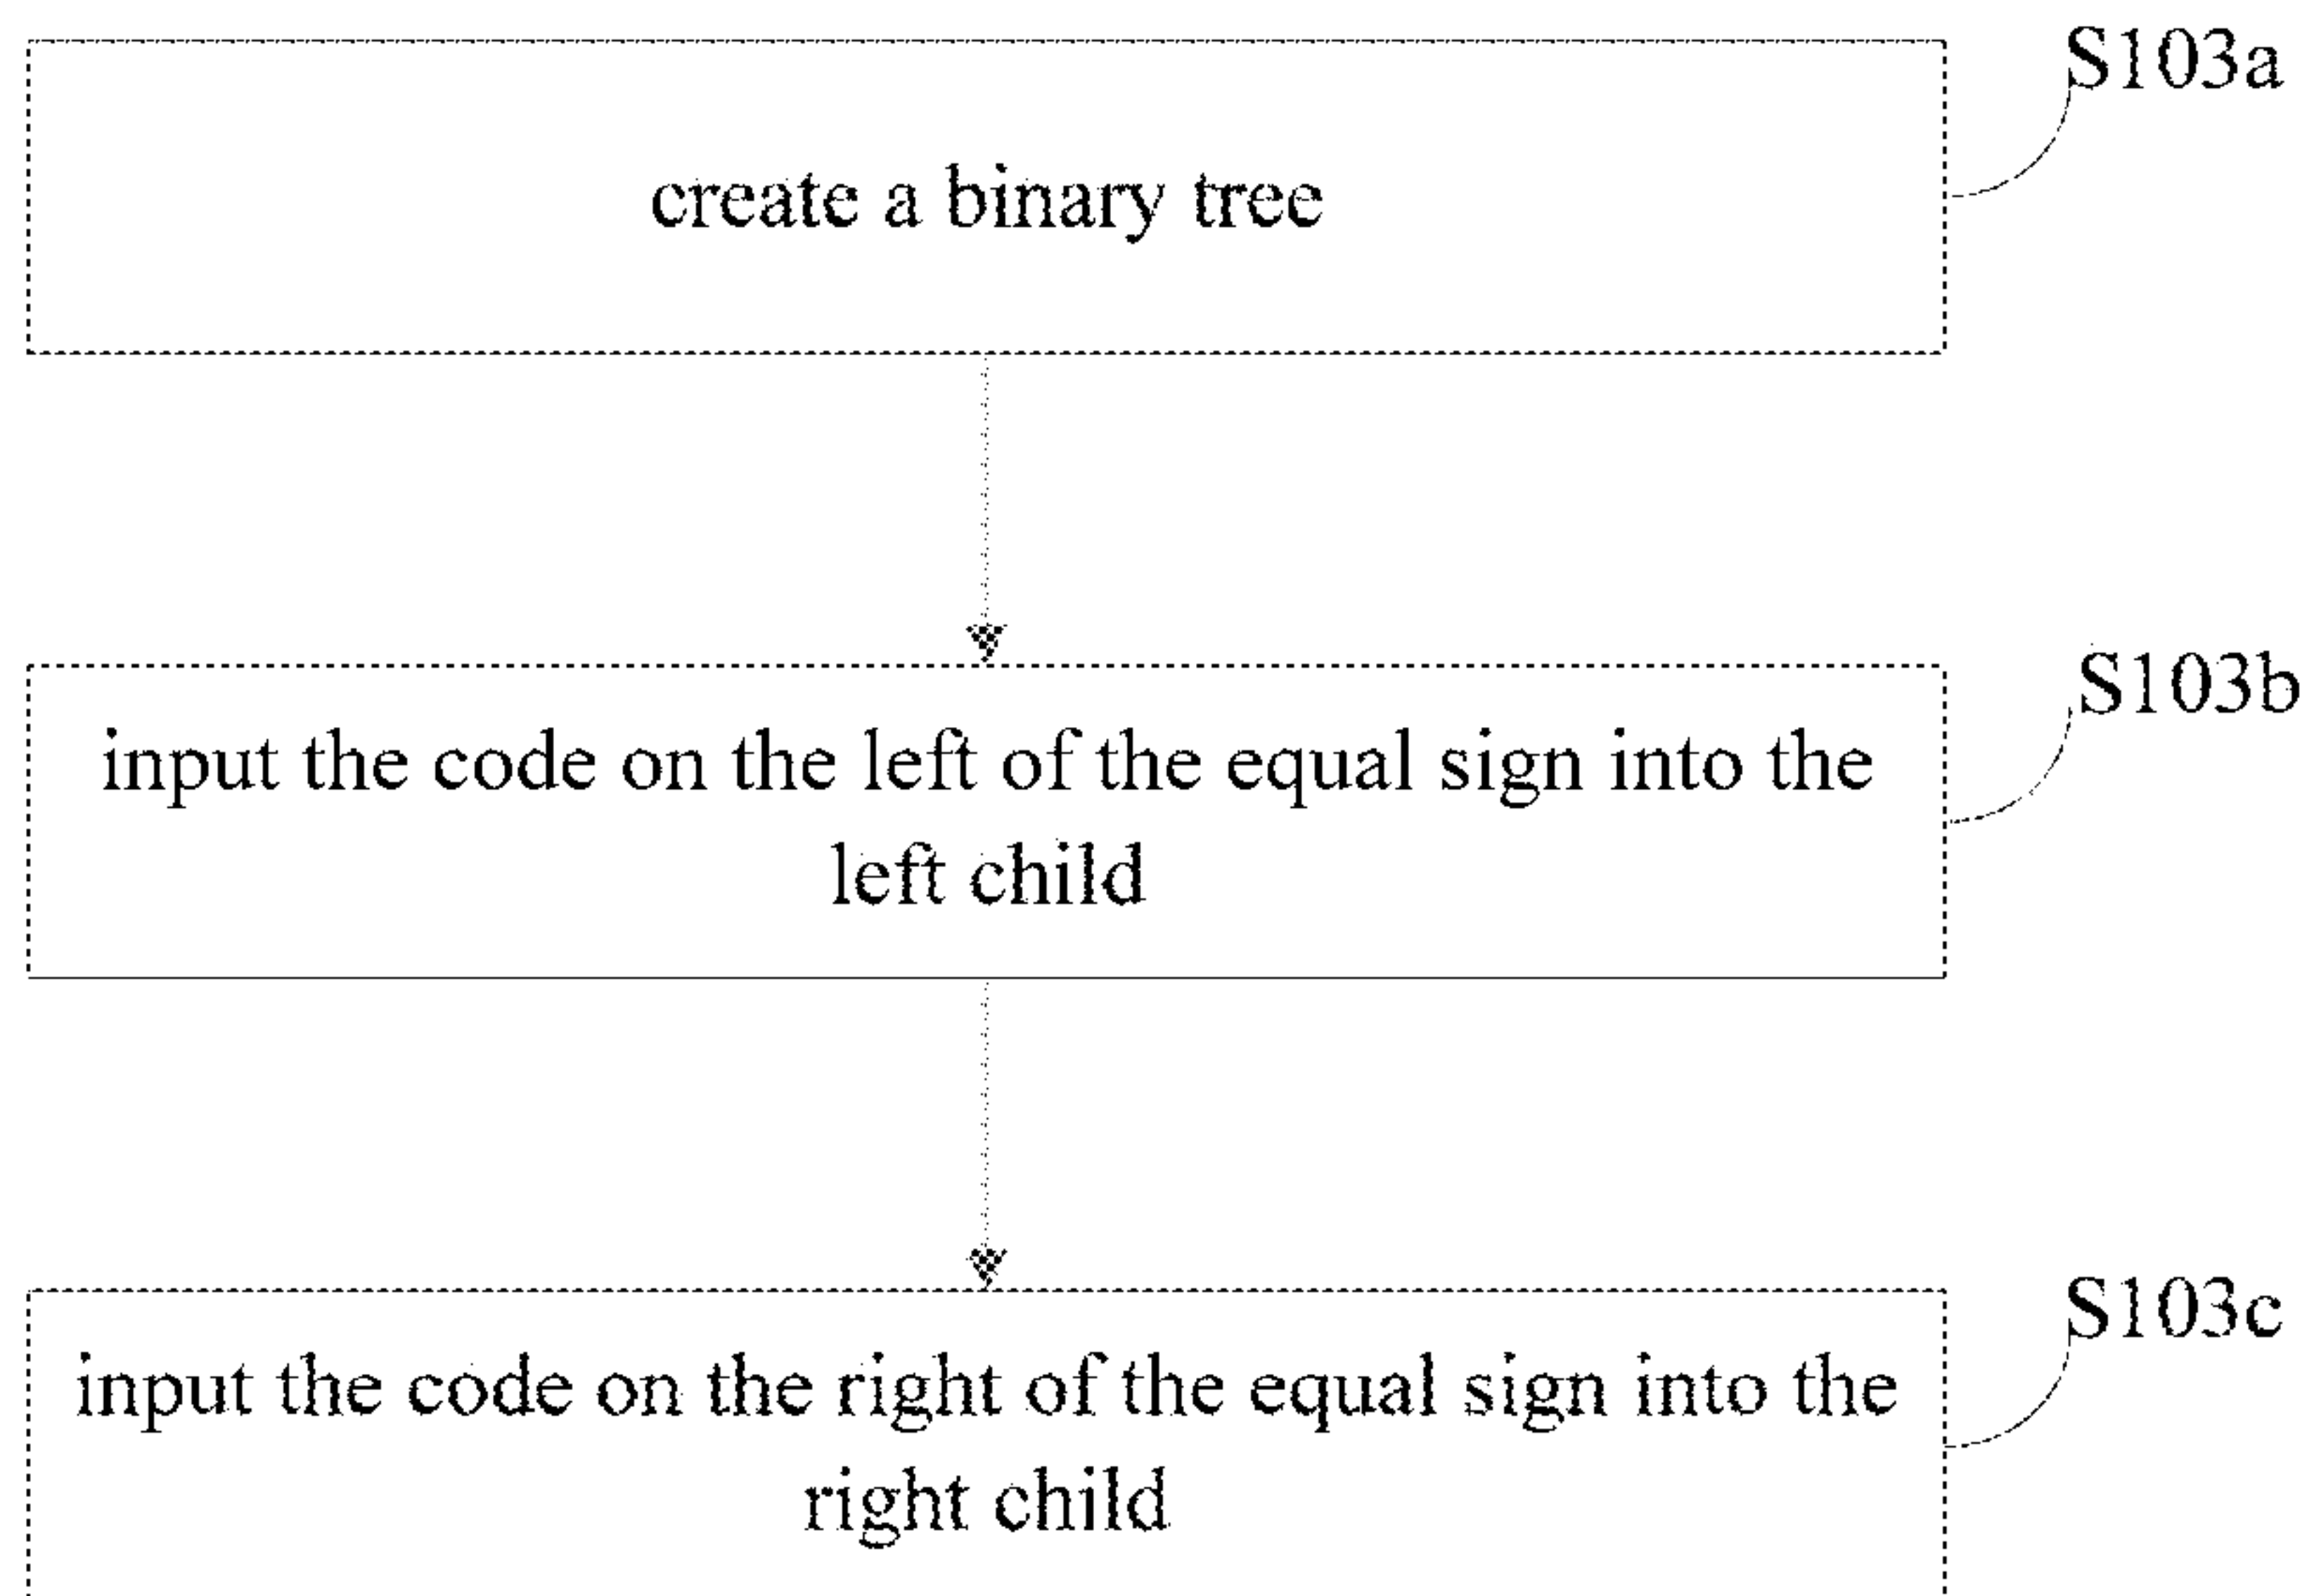 S103a
create a binary tree
S103b
input the code on the left of the equal sign into the
left child
S103c
input the code on the right of the equal sign into the
right child